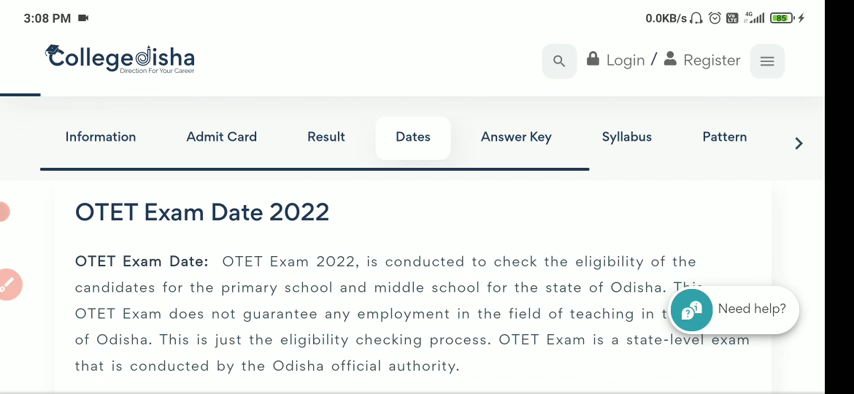 3:08 PM 0.0KB/s 4G 85
Collegedisha
Direction For Your Career
Login / Register
Information Admit Card Result Dates Answer Key Syllabus Pattern
OTET Exam Date 2022
OTET Exam Date: OTET Exam 2022, is conducted to check the eligibility of the
candidates for the primary school and middle school for the state of Odisha. This
OTET Exam does not guarantee any employment in the field of teaching in
Need help?
of Odisha. This is just the eligibility checking process. OTET Exam is a state-level exam
that is conducted by the Odisha official authority.